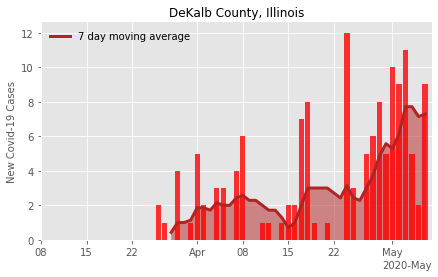 DeKalb County, Illinois
7 day moving average
New Covid-19 Cases
12
10
8
6
4
2
0
08 15 22 Apr 08 15 22 May
2020-May